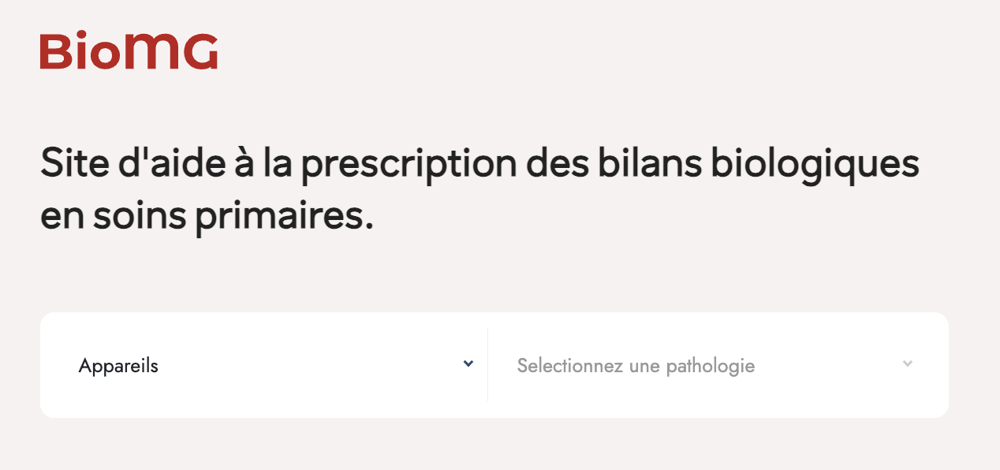 BioMG
Site d'aide à la prescription des bilans biologiques
en soins primaires.
Appareils
Selectionnez une pathologie